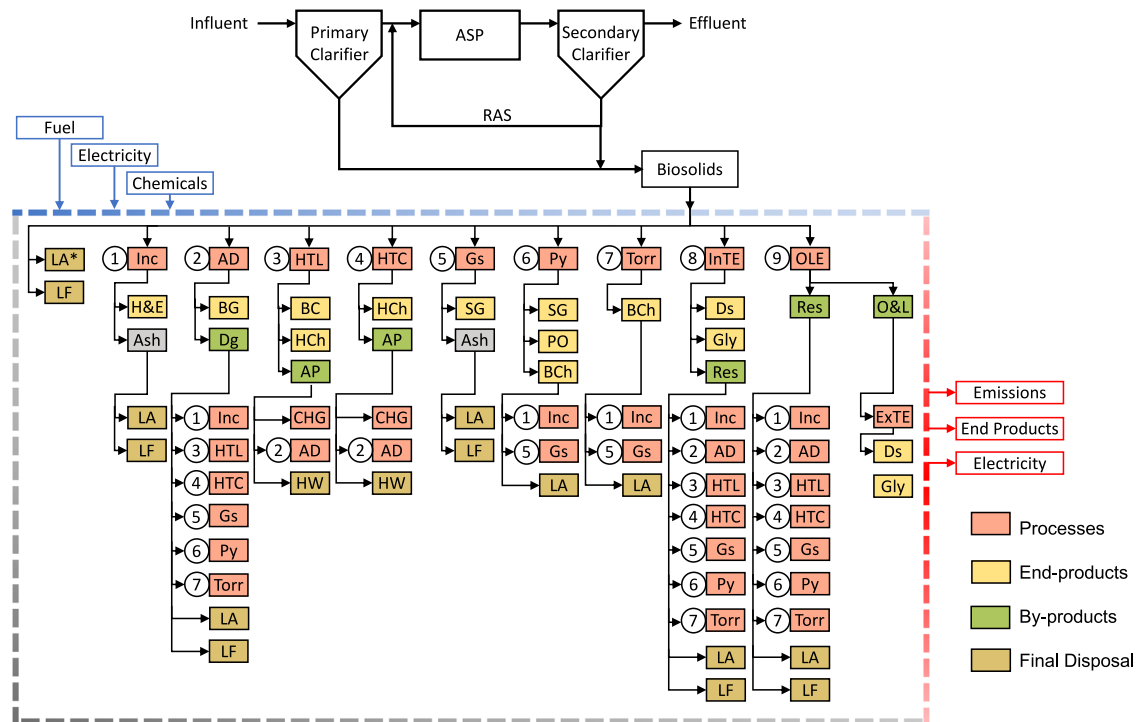 Influent
Primary
Clarifier
ASP
Secondary
Clarifier
Effluent
RAS
Fuel
Electricity
Chemicals
Biosolids
LA*
LF
1 Inc
H&E
Ash
LA
LF
2 AD
BG
Dg
1 Inc
3 HTL
4 HTC
5 Gs
6 Py
7 Torr
LA
LF
3 HTL
BC
HCh
AP
CHG
2 AD
HW
4 HTC
HCh
AP
CHG
2 AD
HW
5 Gs
SG
Ash
LA
LF
6 Py
SG
PO
BCh
1 Inc
5 Gs
LA
7 Torr
BCh
1 Inc
5 Gs
LA
8 InTE
Ds
Gly
Res
1 Inc
2 AD
3 HTL
4 HTC
5 Gs
6 Py
7 Torr
LA
LF
9 OLE
Res
1 Inc
2 AD
3 HTL
4 HTC
5 Gs
6 Py
7 Torr
LA
LF
O&L
ExTE
Ds
Gly
Emissions
End Products
Electricity
Processes
End-products
By-products
Final Disposal